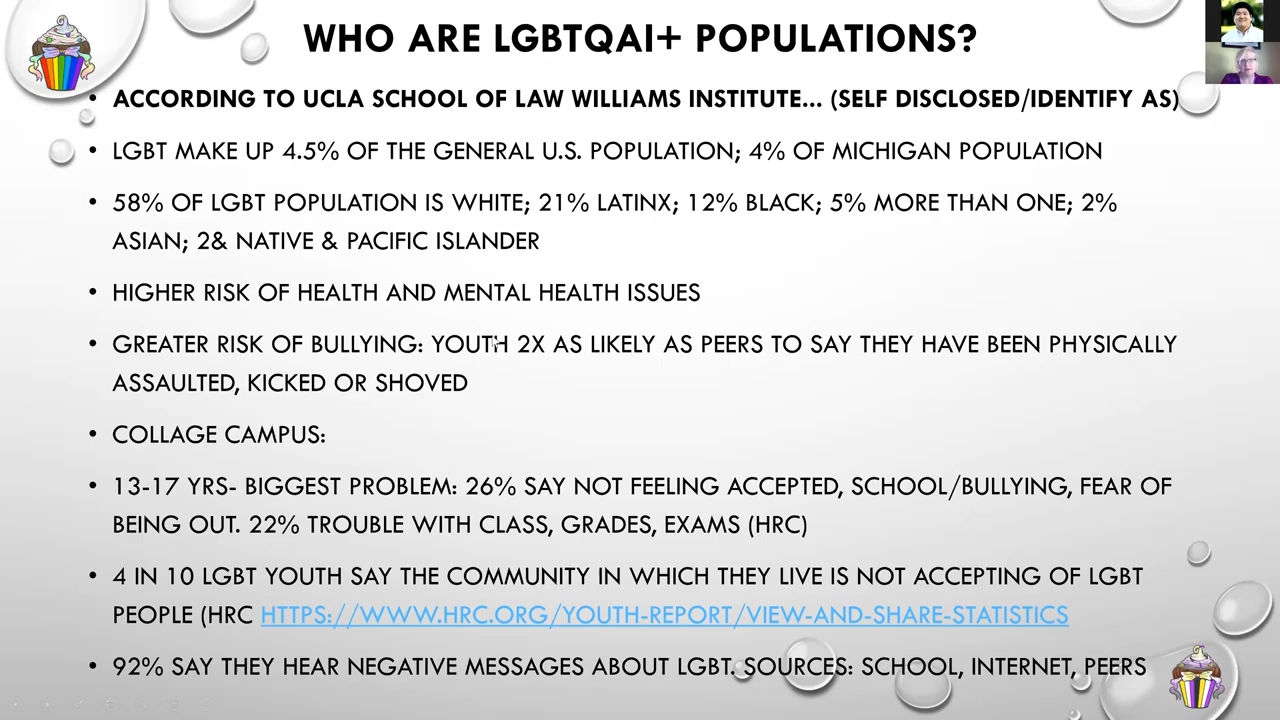 WHO ARE LGBTQAI+ POPULATIONS?
• ACCORDING TO UCLA SCHOOL OF LAW WILLIAMS INSTITUTE... (SELF DISCLOSED/IDENTIFY AS)
• LGBT MAKE UP 4.5% OF THE GENERAL U.S. POPULATION; 4% OF MICHIGAN POPULATION
• 58% OF LGBT POPULATION IS WHITE; 21% LATINX; 12% BLACK; 5% MORE THAN ONE; 2%
ASIAN; 2& NATIVE & PACIFIC ISLANDER
• HIGHER RISK OF HEALTH AND MENTAL HEALTH ISSUES
• GREATER RISK OF BULLYING: YOUTH 2X AS LIKELY AS PEERS TO SAY THEY HAVE BEEN PHYSICALLY
ASSAULTED, KICKED OR SHOVED
• COLLAGE CAMPUS:
• 13-17 YRS- BIGGEST PROBLEM: 26% SAY NOT FEELING ACCEPTED, SCHOOL/BULLYING, FEAR OF
BEING OUT. 22% TROUBLE WITH CLASS, GRADES, EXAMS (HRC)
• 4 IN 10 LGBT YOUTH SAY THE COMMUNITY IN WHICH THEY LIVE IS NOT ACCEPTING OF LGBT
PEOPLE (HRC HTTPS://WWW.HRC.ORG/YOUTH-REPORT/VIEW-AND-SHARE-STATISTICS
• 92% SAY THEY HEAR NEGATIVE MESSAGES ABOUT LGBT. SOURCES: SCHOOL, INTERNET, PEERS